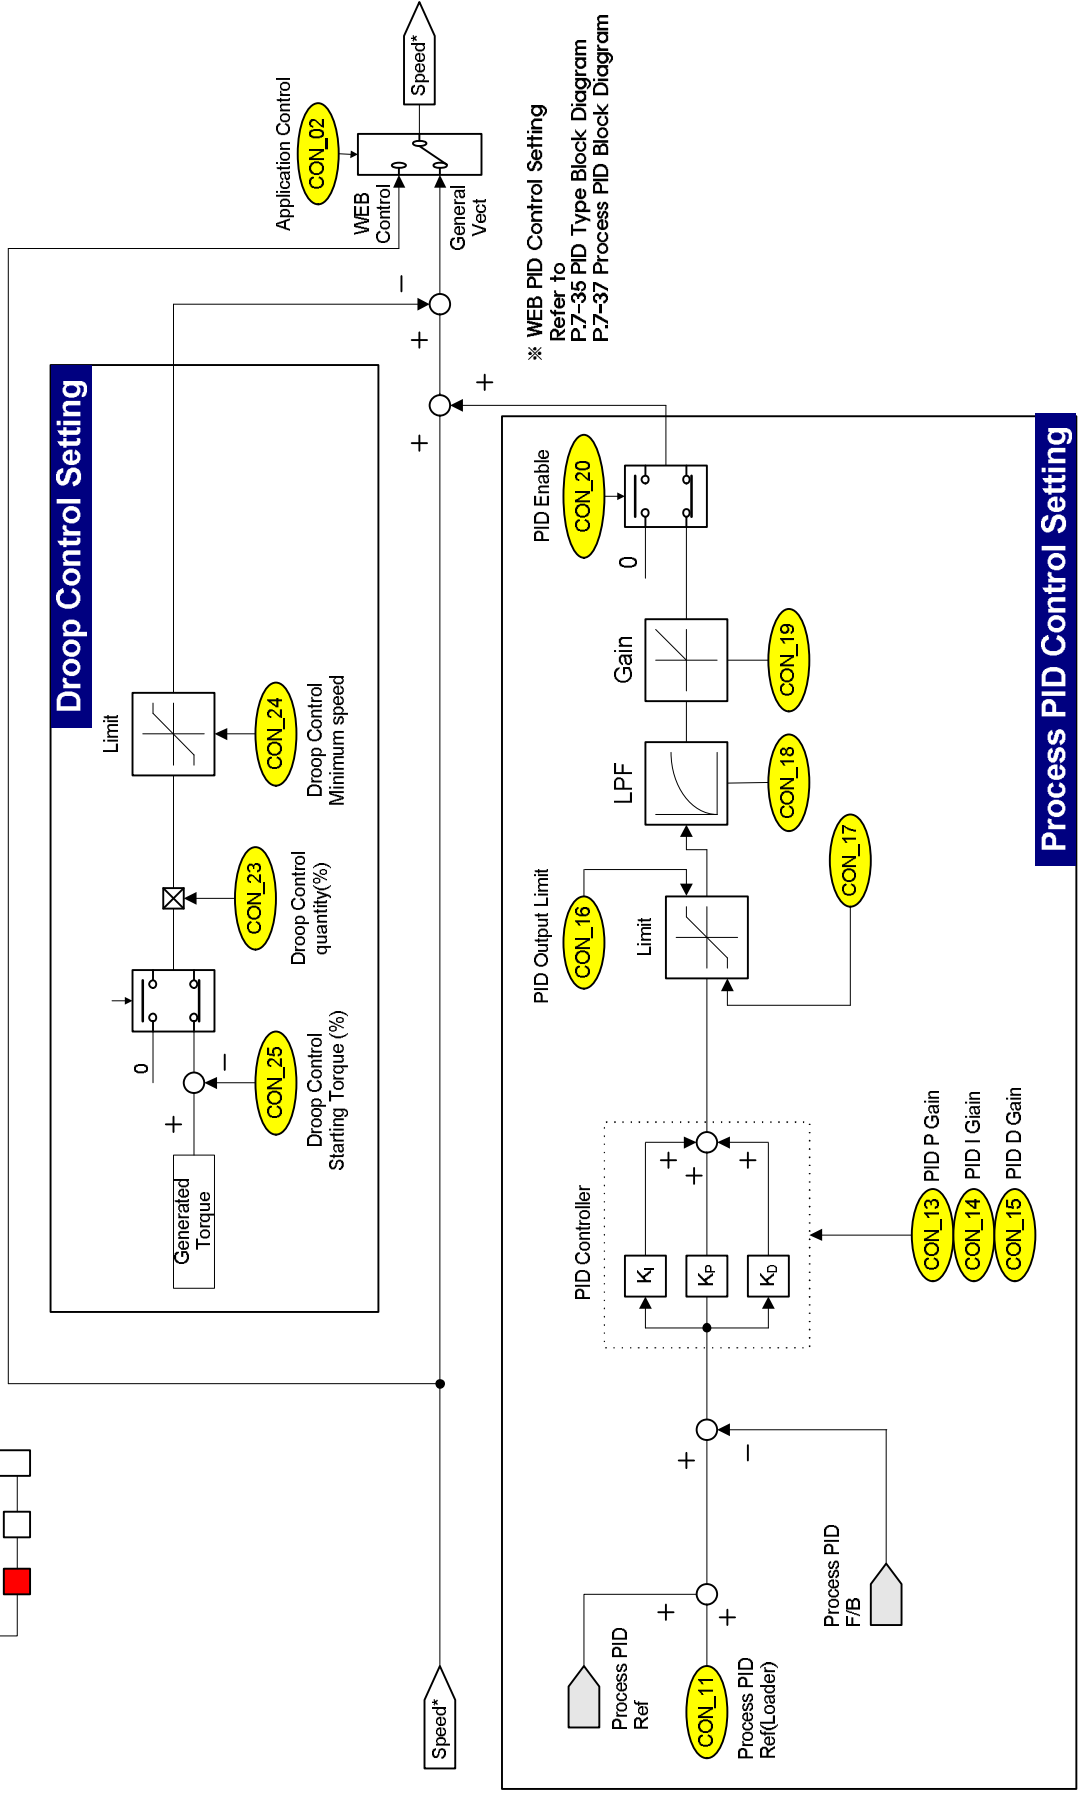 Droop Control Setting
Generated
Torque
+
−
0
CON_25
Droop Control
Starting Torque (%)
CON_23
Droop Control
quantity(%)
Limit
CON_24
Droop Control
Minimum speed
Application Control
CON_02
WEB
Control
General
Vect
Speed*
Speed*
+
+
+
−
※ WEB PID Control Setting
Refer to
P.7-35 PID Type Block Diagram
P.7-37 Process PID Block Diagram
Process PID
Ref
CON_11
Process PID
Ref(Loader)
+
+
Process PID
F/B
+
−
PID Controller
KI
KP
KD
+
+
+
CON_13 PID P Gain
CON_14 PID I Giain
CON_15 PID D Gain
PID Output Limit
CON_16
Limit
CON_17
LPF
CON_18
Gain
CON_19
PID Enable
CON_20
0
Process PID Control Setting